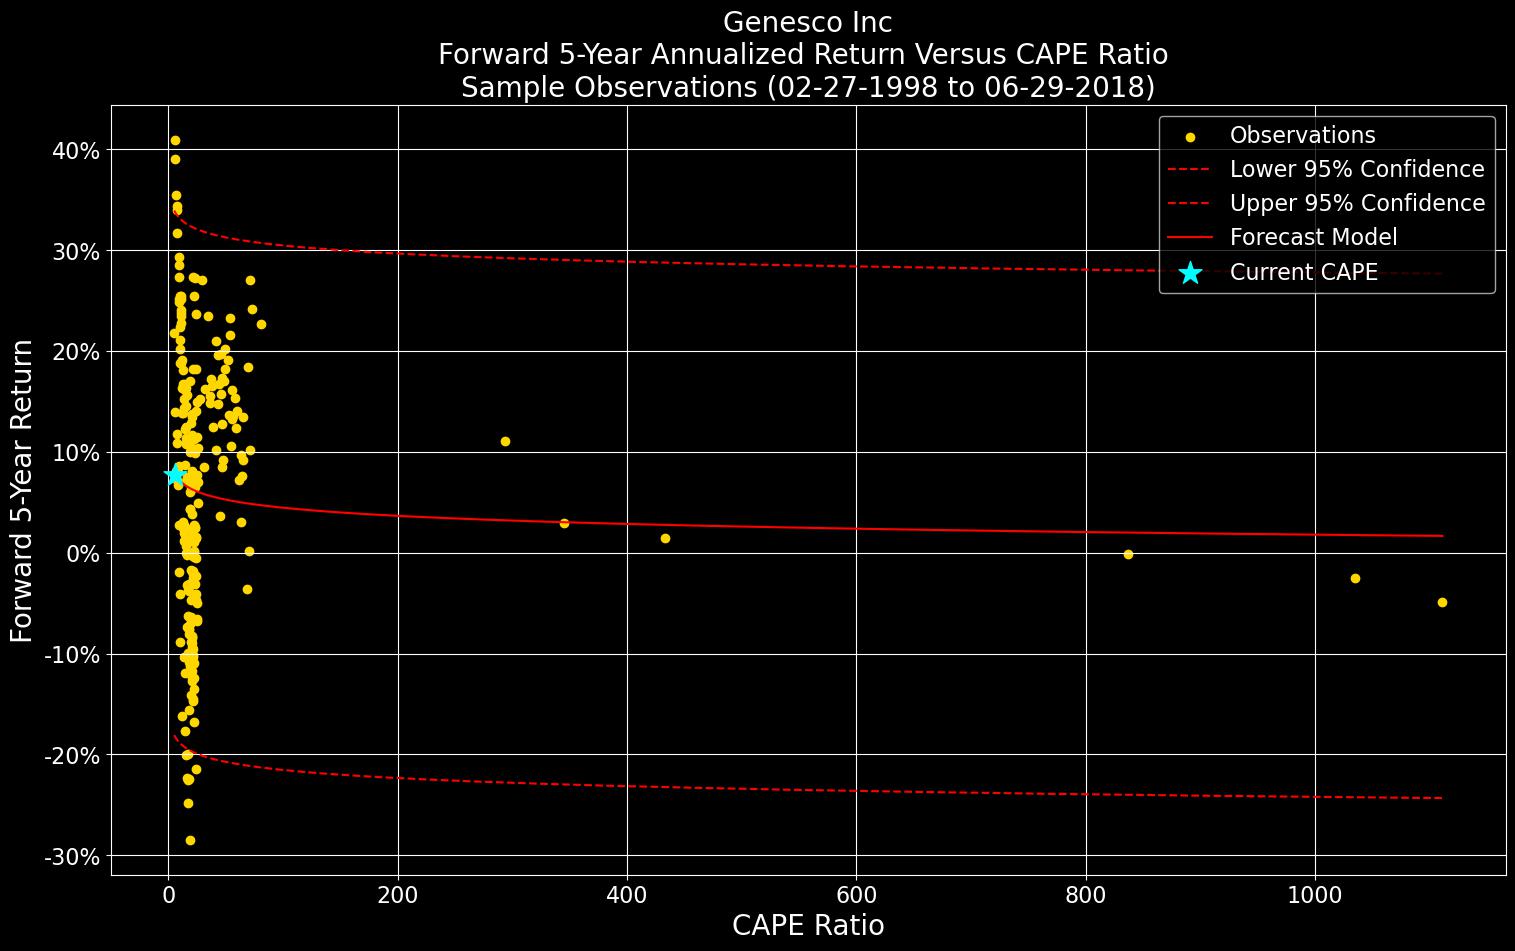 Genesco Inc
Forward 5-Year Annualized Return Versus CAPE Ratio
Sample Observations (02-27-1998 to 06-29-2018)
Observations
Lower 95% Confidence
Upper 95% Confidence
Forecast Model
Current CAPE
Forward 5-Year Return
40%
30%
20%
10%
0%
-10%
-20%
-30%
0 200 400 600 800 1000
CAPE Ratio